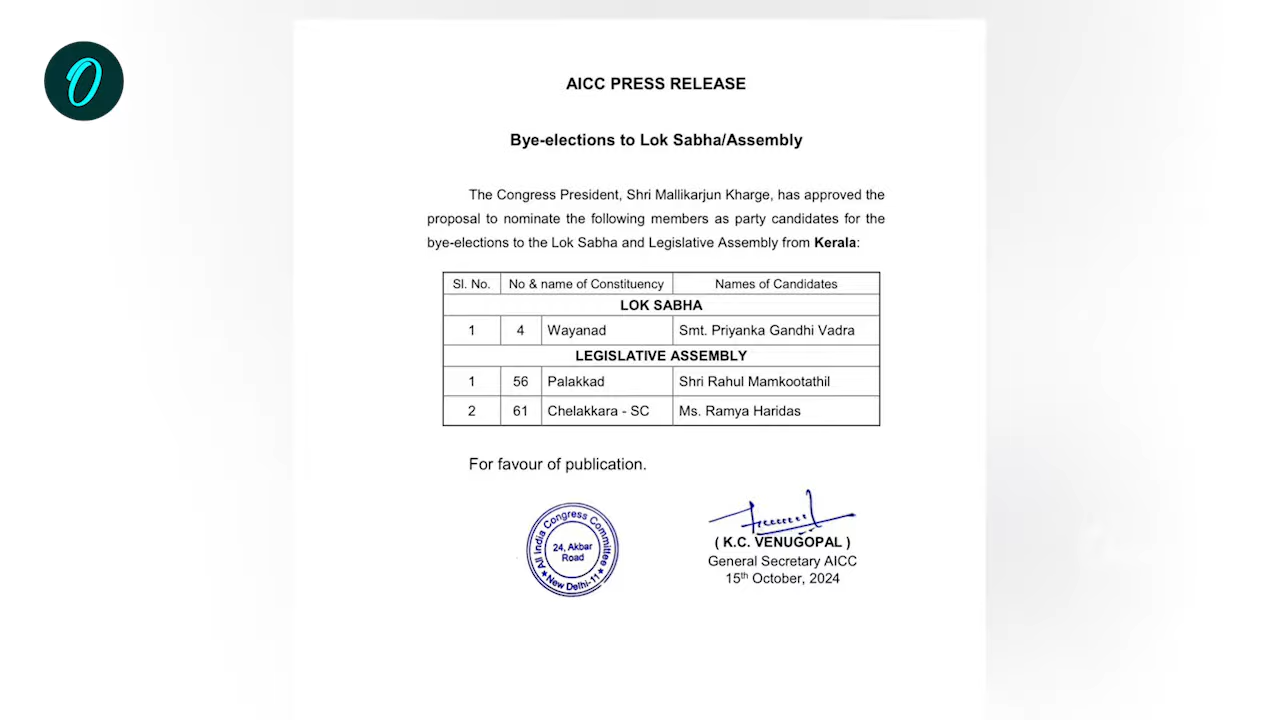 O
AICC PRESS RELEASE
Bye-elections to Lok Sabha/Assembly
The Congress President, Shri Mallikarjun Kharge, has approved the
proposal to nominate the following members as party candidates for the
bye-elections to the Lok Sabha and Legislative Assembly from Kerala:
Sl. No. No & name of Constituency Names of Candidates
LOK SABHA
1 4 Wayanad Smt. Priyanka Gandhi Vadra
LEGISLATIVE ASSEMBLY
1 56 Palakkad Shri Rahul Mamkootathil
2 61 Chelakkara - SC Ms. Ramya Haridas
For favour of publication.
All India Congress Committee
24, Akbar
Road
★ New Delhi-11 ★
( K.C. VENUGOPAL )
General Secretary AICC
15th October, 2024